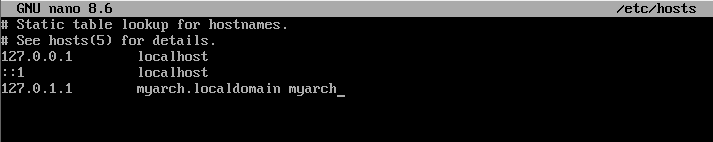 GNU nano 8.6 /etc/hosts
# Static table lookup for hostnames.
# See hosts(5) for details.
127.0.0.1 localhost
::1 localhost
127.0.1.1 myarch.localdomain myarch